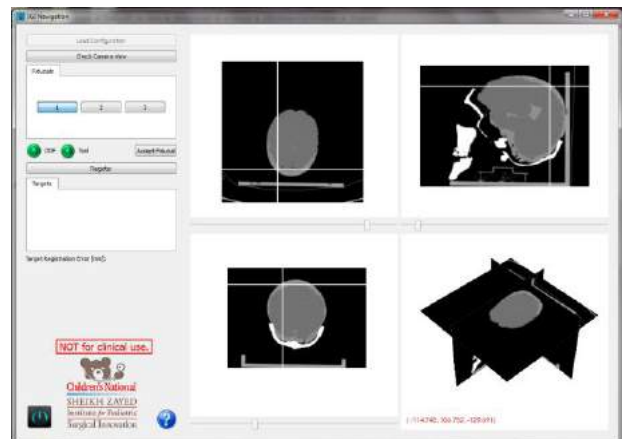 IGI Navigation
Load Configuration
Check Camera view
Fiducials
1
2
3
DRF
Tool
Accept Fiducial
Targets
Targets
Target Registration Error [mm]:
NOT for clinical use.
Children's National
SHEIKH ZAYED
Institute for Pediatric
Surgical Innovation
?